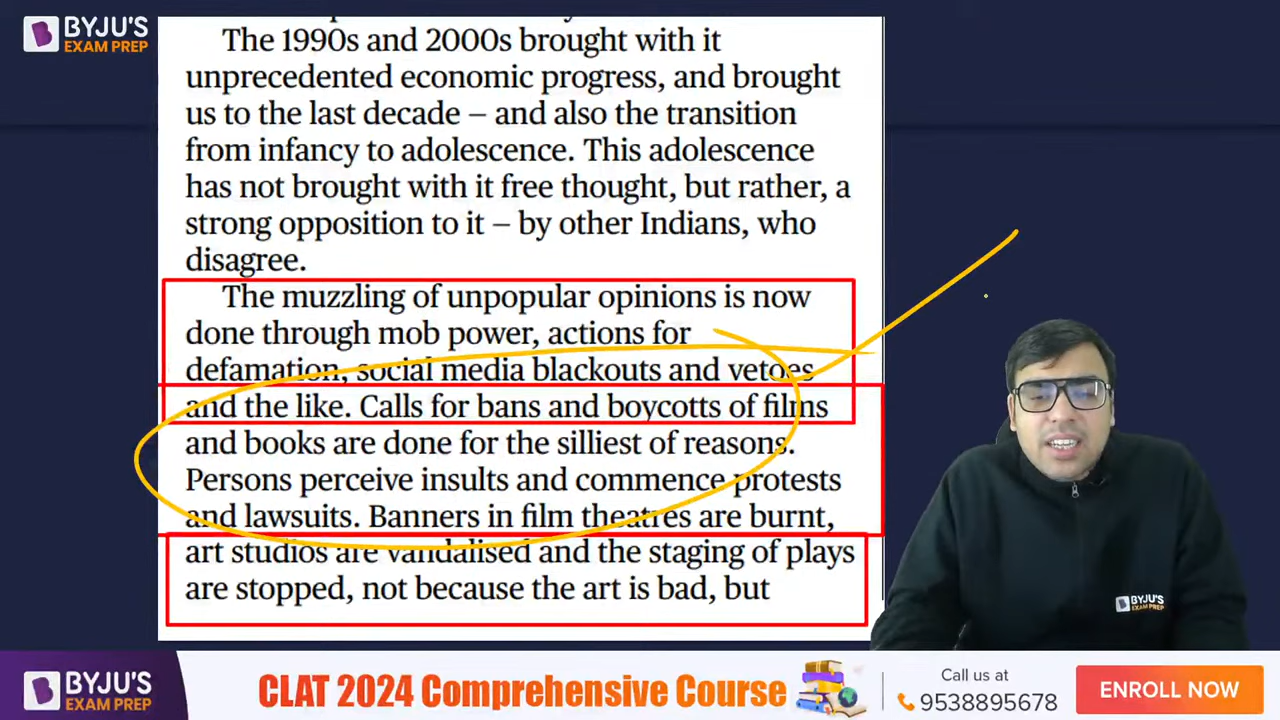 BYJU'S
EXAM PREP
The 1990s and 2000s brought with it
unprecedented economic progress, and brought
us to the last decade – and also the transition
from infancy to adolescence. This adolescence
has not brought with it free thought, but rather, a
strong opposition to it – by other Indians, who
disagree.
The muzzling of unpopular opinions is now
done through mob power, actions for
defamation, social media blackouts and vetoes
and the like. Calls for bans and boycotts of films
and books are done for the silliest of reasons.
Persons perceive insults and commence protests
and lawsuits. Banners in film theatres are burnt,
art studios are vandalised and the staging of plays
are stopped, not because the art is bad, but
BYJU'S
EXAM PREP
BYJU'S
EXAM PREP
CLAT 2024 Comprehensive Course
Call us at
9538895678
ENROLL NOW